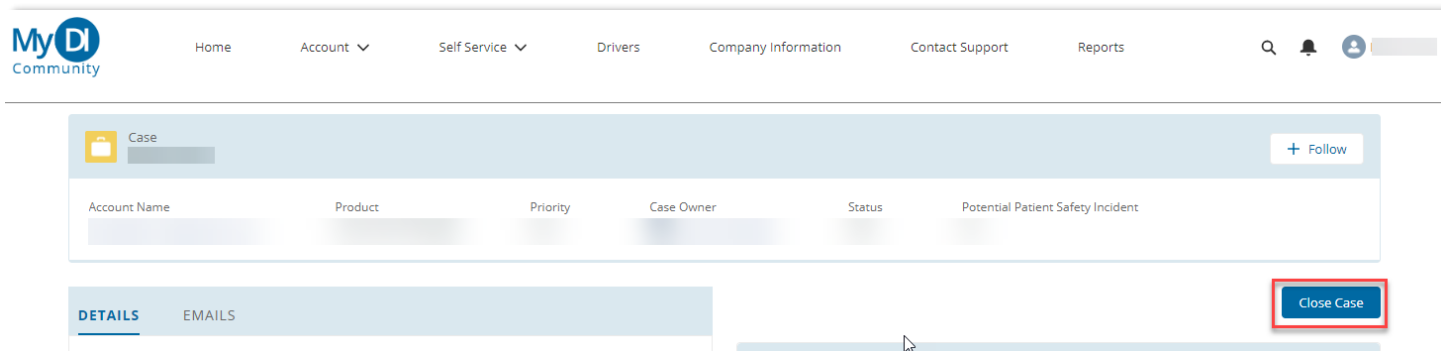 My DI
Community
Home Account Self Service Drivers Company Information Contact Support Reports
Case
+ Follow
Account Name Product Priority Case Owner Status Potential Patient Safety Incident
Close Case
DETAILS EMAILS